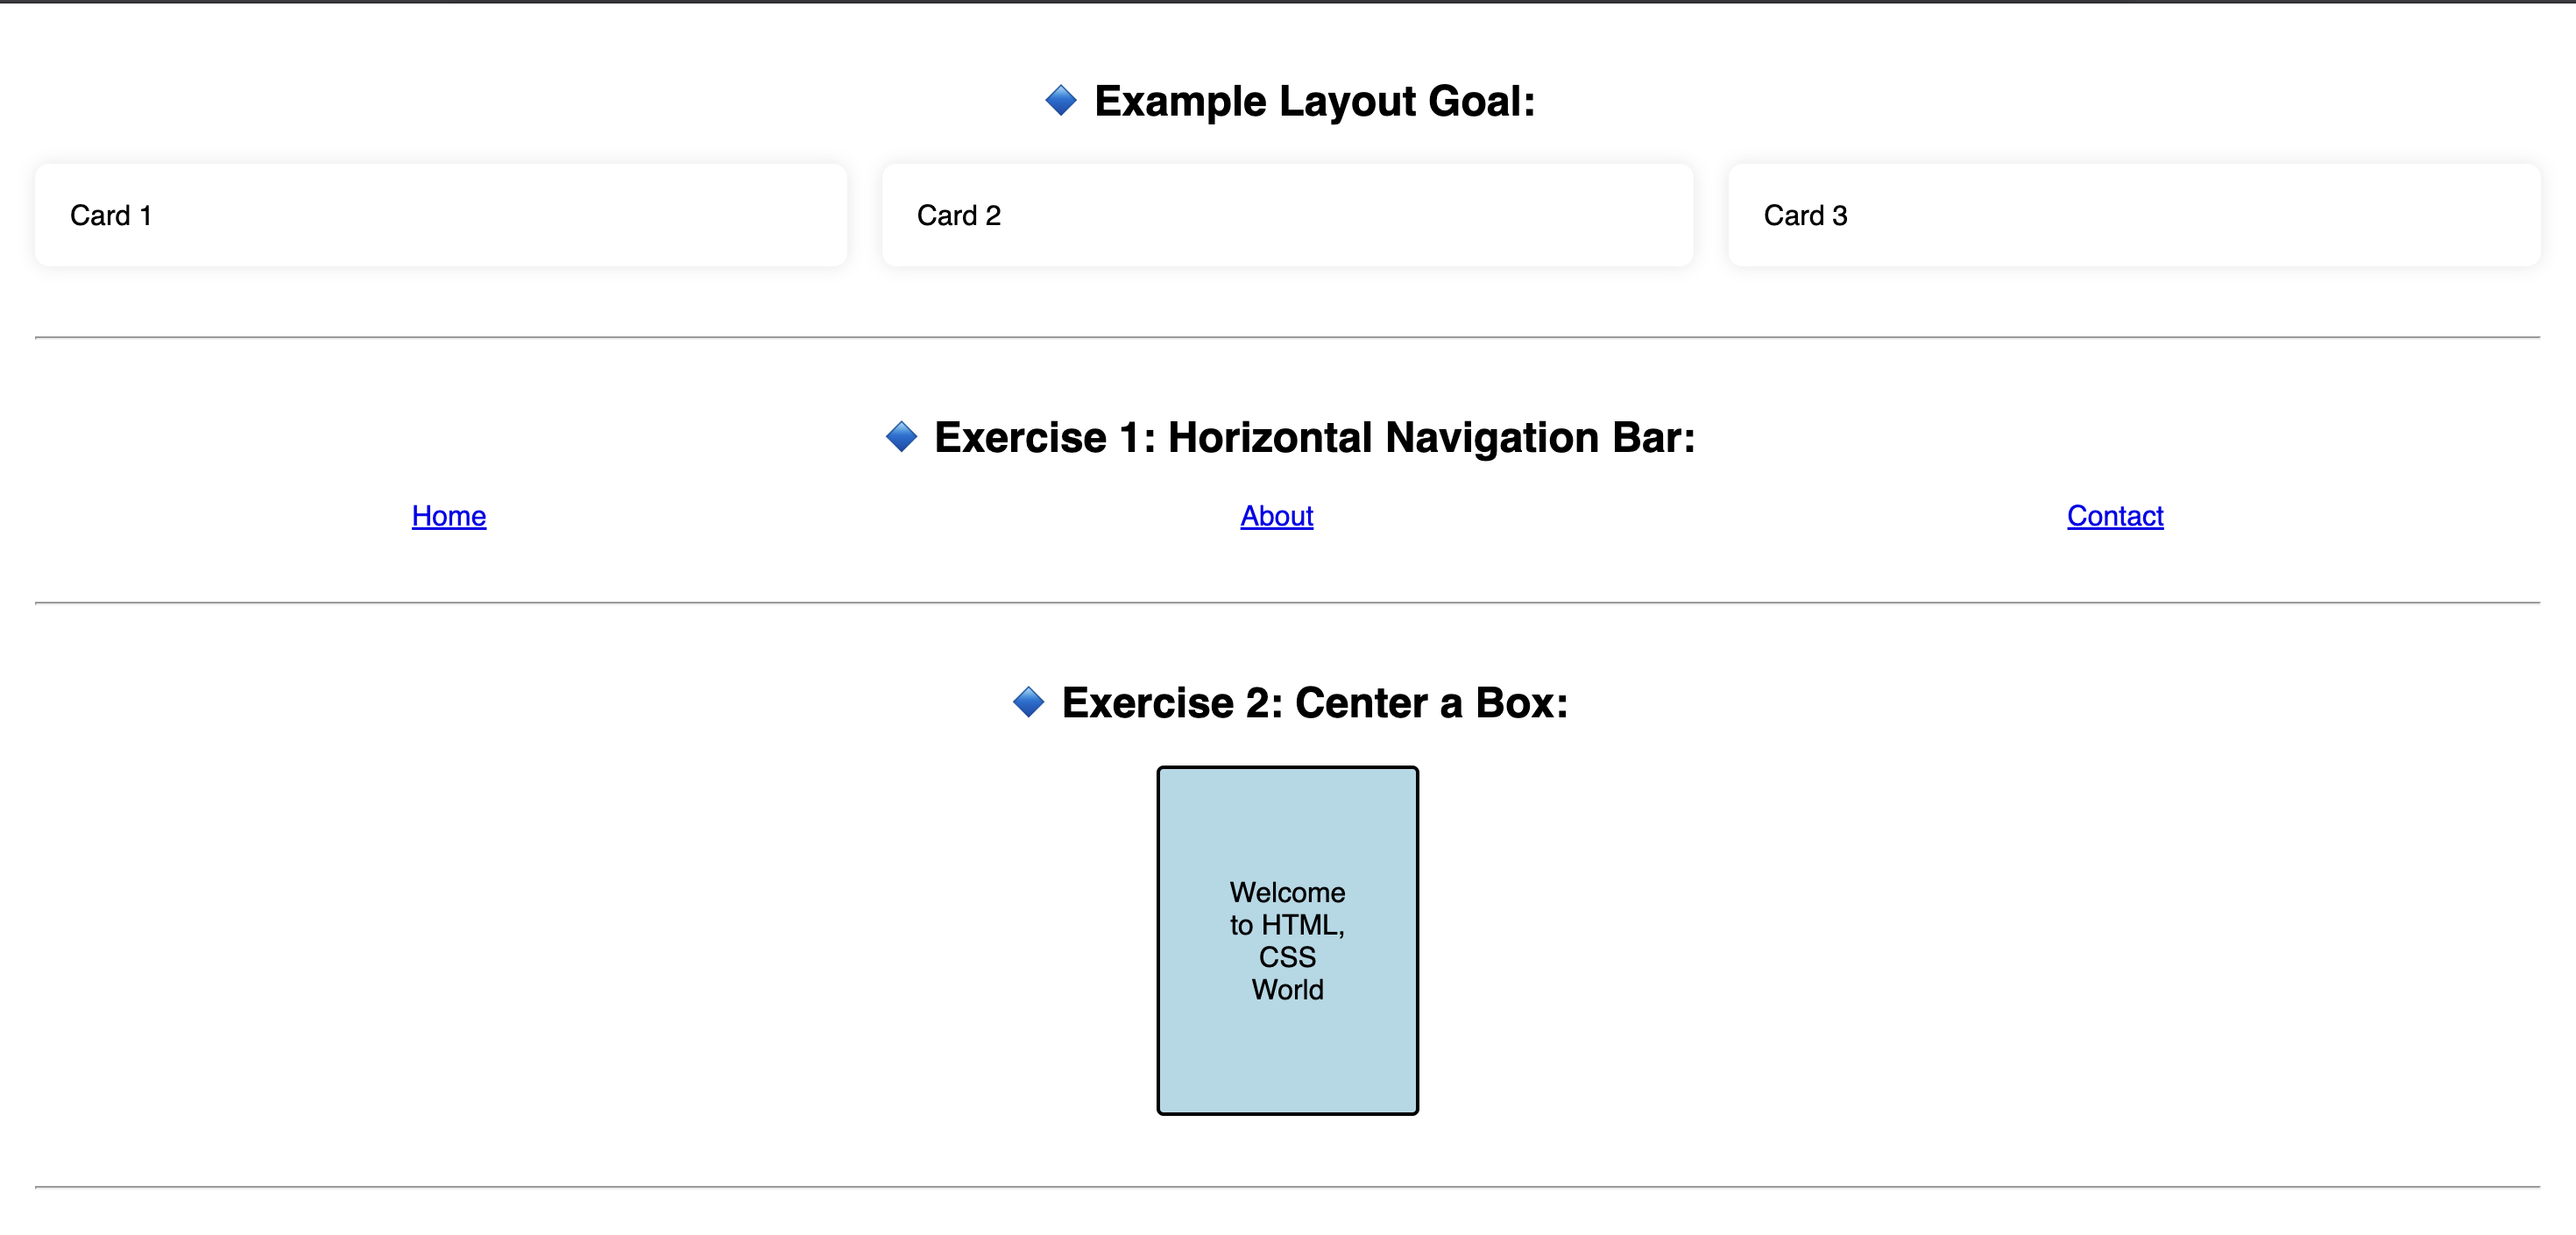 🔷 Example Layout Goal:
Card 1
Card 2
Card 3
🔷 Exercise 1: Horizontal Navigation Bar:
Home
About
Contact
🔷 Exercise 2: Center a Box:
Welcome
to HTML,
CSS
World